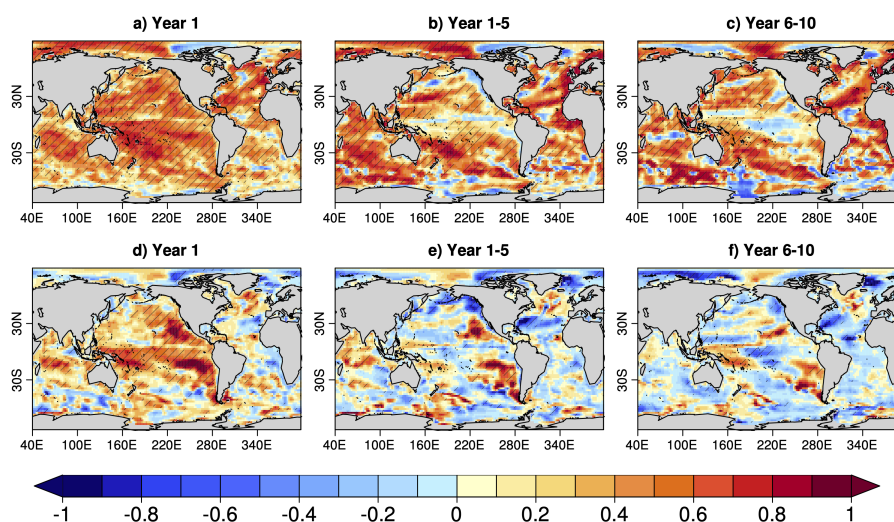 a) Year 1
b) Year 1-5
c) Year 6-10
30N
30S
40E 100E 160E 220E 280E 340E
40E 100E 160E 220E 280E 340E
40E 100E 160E 220E 280E 340E
30N
30S
30N
30S
d) Year 1
e) Year 1-5
f) Year 6-10
30N
30S
40E 100E 160E 220E 280E 340E
40E 100E 160E 220E 280E 340E
40E 100E 160E 220E 280E 340E
30N
30S
30N
30S
-1 -0.8 -0.6 -0.4 -0.2 0 0.2 0.4 0.6 0.8 1